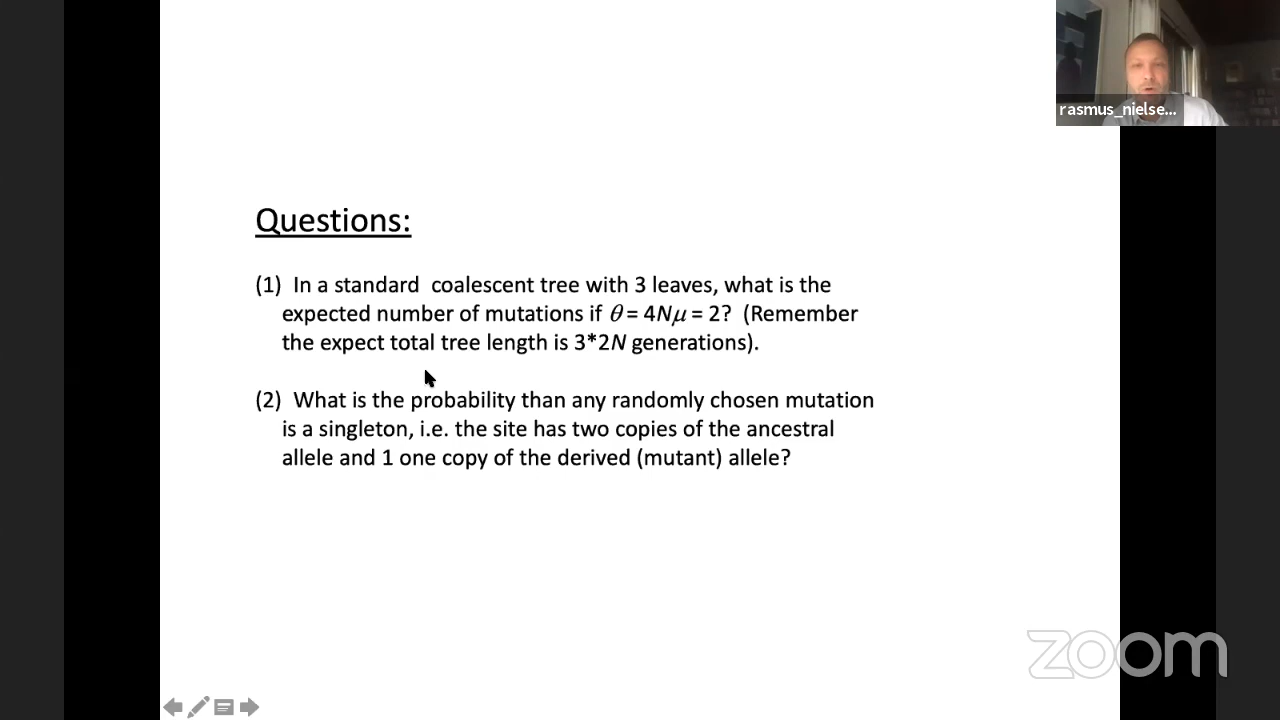 rasmus_nielse...
Questions:
(1) In a standard coalescent tree with 3 leaves, what is the
expected number of mutations if θ = 4Nμ = 2? (Remember
the expect total tree length is 3*2N generations).
(2) What is the probability than any randomly chosen mutation
is a singleton, i.e. the site has two copies of the ancestral
allele and 1 one copy of the derived (mutant) allele?
zoom